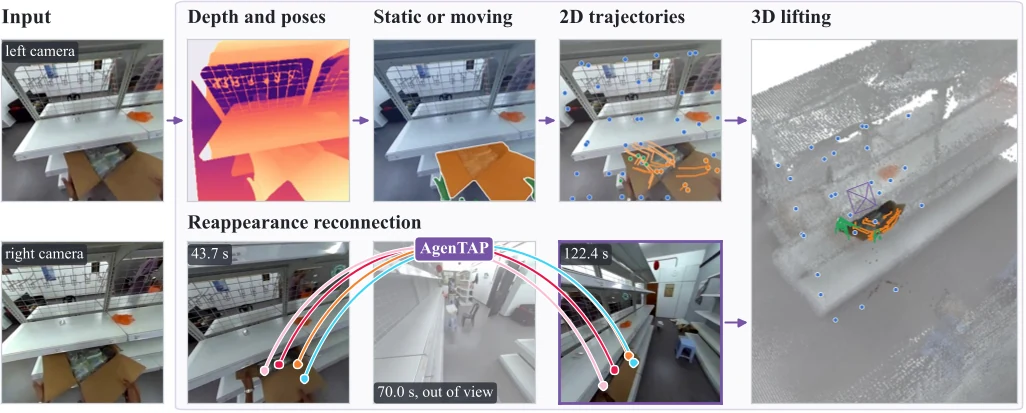 Input
Depth and poses
Static or moving
2D trajectories
3D lifting
left camera
Reappearance reconnection
right camera
43.7 s
AgenTAP
122.4 s
70.0 s, out of view